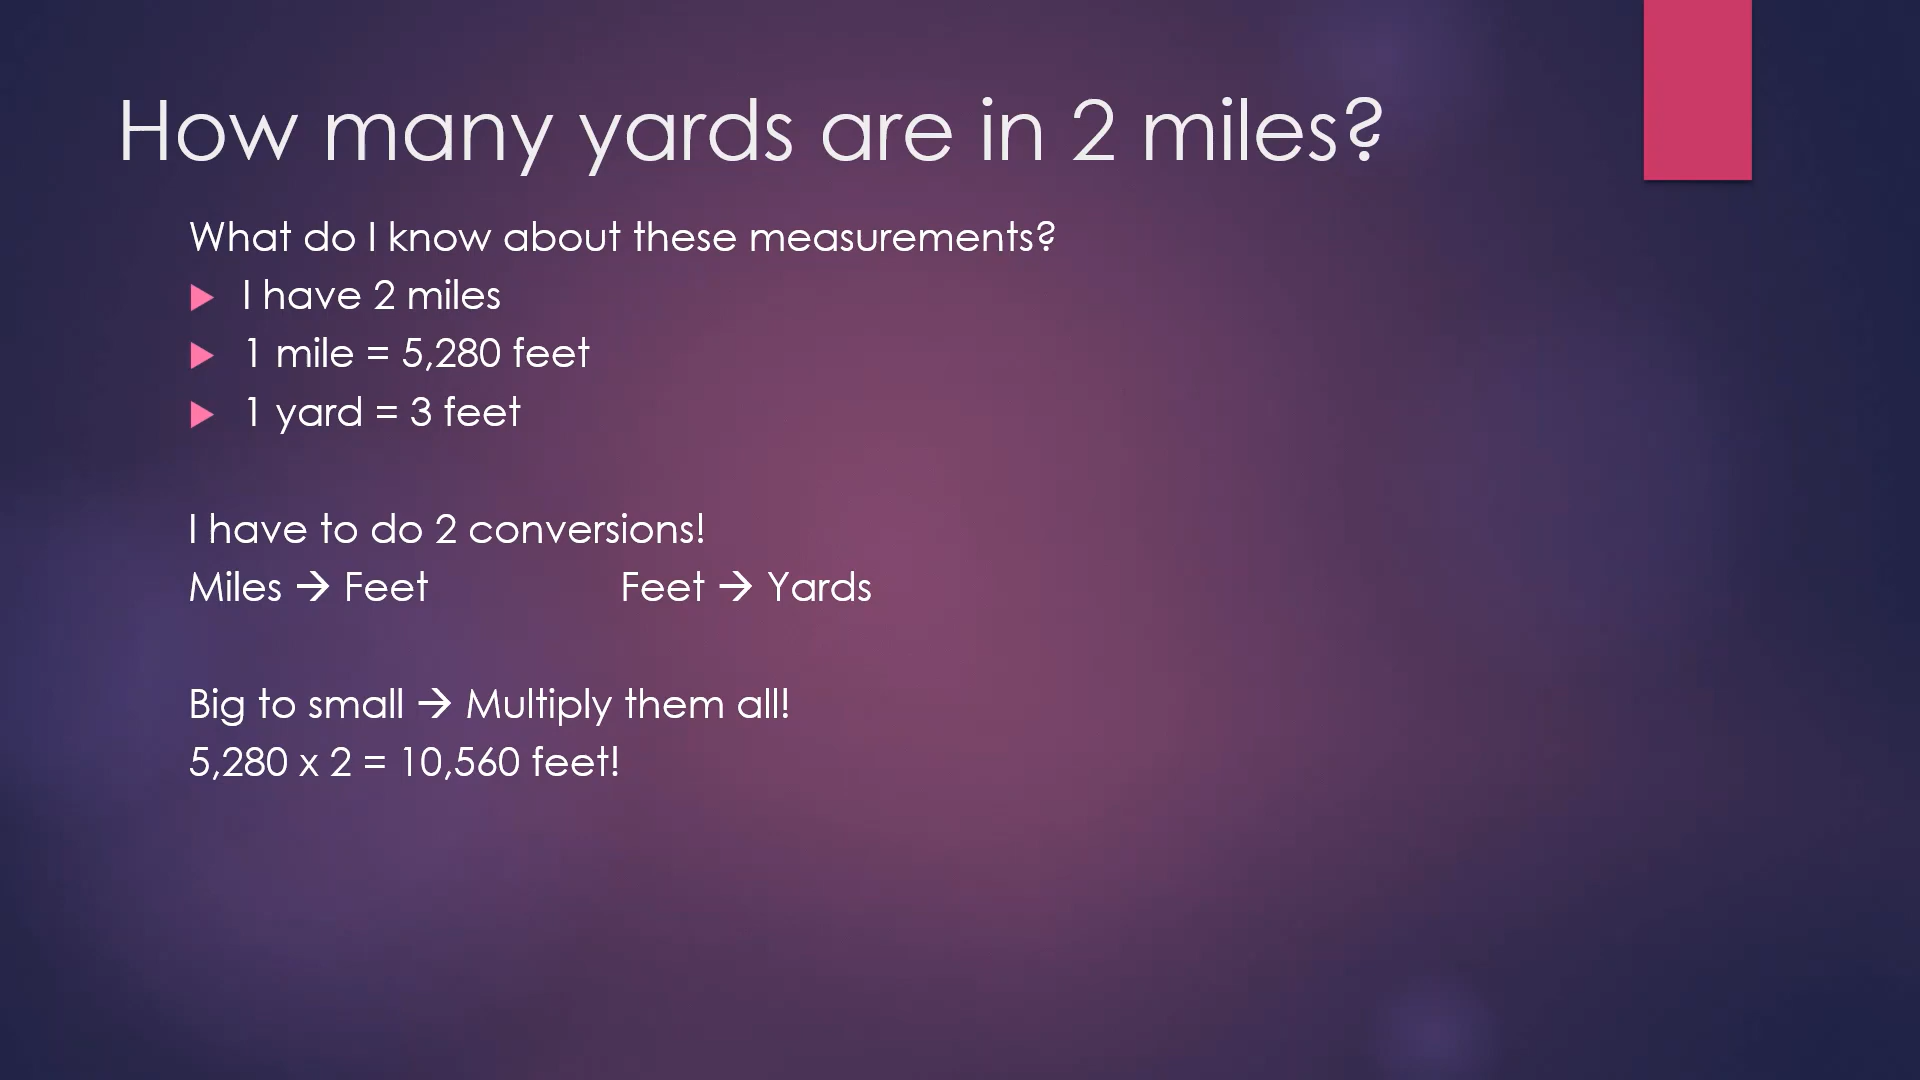 How many yards are in 2 miles?
What do I know about these measurements?
I have 2 miles
1 mile = 5,280 feet
1 yard = 3 feet
I have to do 2 conversions!
Miles → Feet Feet → Yards
Big to small → Multiply them all!
5,280 x 2 = 10,560 feet!